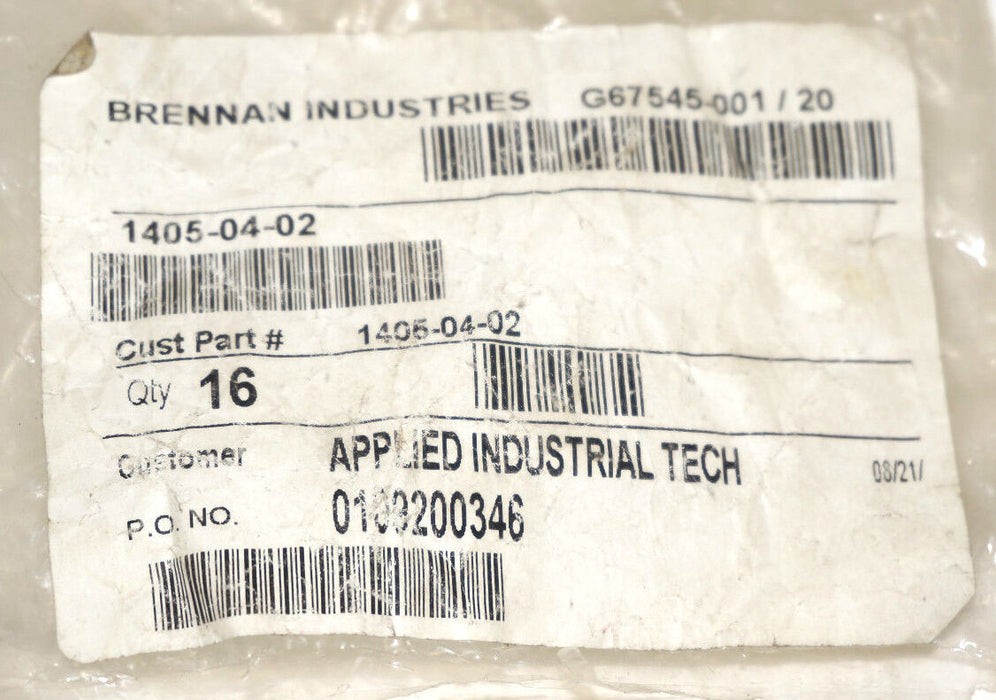 BRENNAN INDUSTRIES G67545-001 / 20
1405-04-02
Cust Part # 1405-04-02
Qty 16
Customer APPLIED INDUSTRIAL TECH 08/21/
P.O. NO.